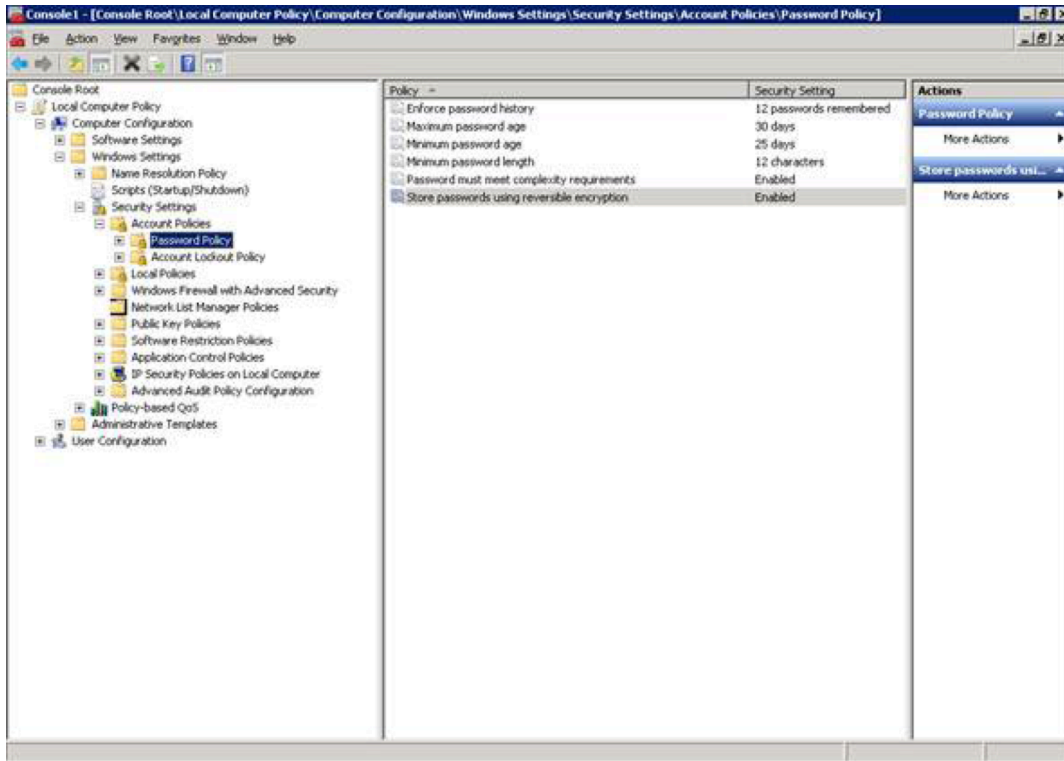 Console1 - [Console Root\Local Computer Policy\Computer Configuration\Windows Settings\Security Settings\Account Policies\Password Policy]
File Action View Favorites Window Help
Console Root
Local Computer Policy
Computer Configuration
Software Settings
Windows Settings
Name Resolution Policy
Scripts (Startup/Shutdown)
Security Settings
Account Policies
Password Policy
Account Lockout Policy
Local Policies
Windows Firewall with Advanced Security
Network List Manager Policies
Public Key Policies
Software Restriction Policies
Application Control Policies
IP Security Policies on Local Computer
Advanced Audit Policy Configuration
Policy-based QoS
Administrative Templates
User Configuration
Policy Security Setting
Enforce password history 12 passwords remembered
Maximum password age 30 days
Minimum password age 25 days
Minimum password length 12 characters
Password must meet complexity requirements Enabled
Store passwords using reversible encryption Enabled
Actions
Password Policy
More Actions
Store passwords usi...
More Actions